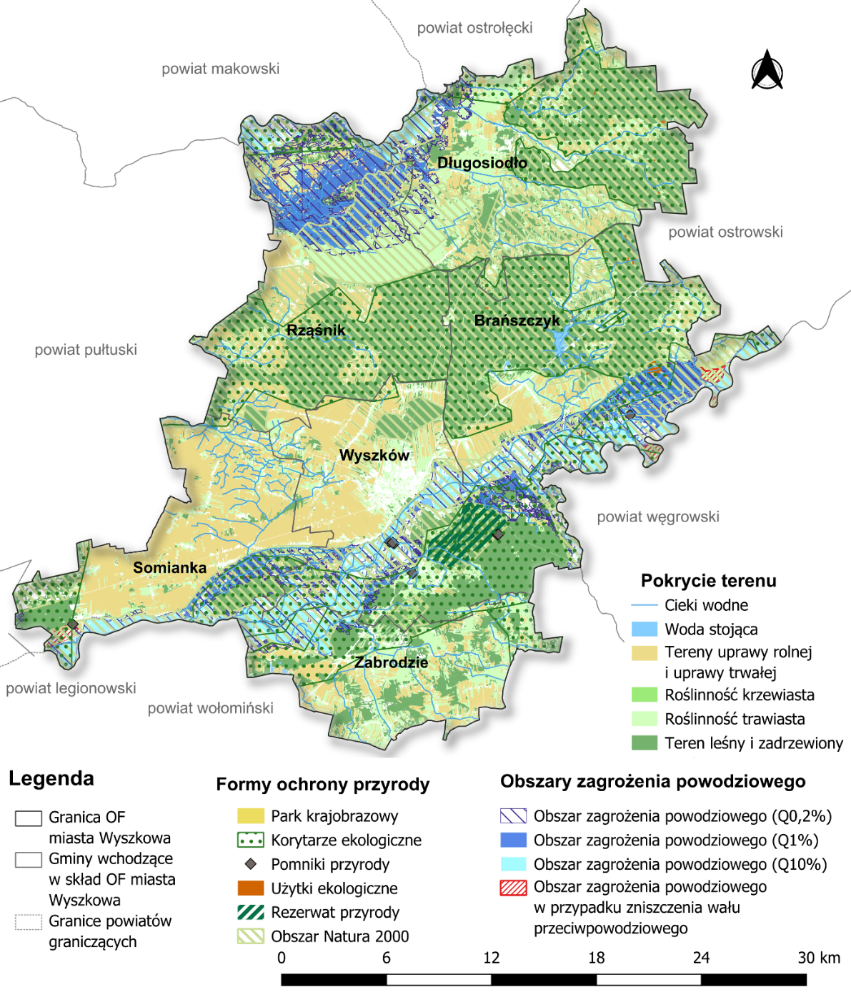 powiat ostrołęcki
powiat makowski
Długosiodło
powiat ostrowski
Brańszczyk
Rząśnik
powiat pułtuski
Wyszków
powiat węgrowski
Somianka
Zabrodzie
powiat legionowski
powiat wołomiński
Pokrycie terenu
Cieki wodne
Woda stojąca
Tereny uprawy rolnej
i uprawy trwałej
Roślinność krzewiasta
Roślinność trawiasta
Teren leśny i zadrzewiony
Legenda
Granica OF
miasta Wyszkowa
Gminy wchodzące
w skład OF miasta
Wyszkowa
Granice powiatów
graniczących
Formy ochrony przyrody
Park krajobrazowy
Korytarze ekologiczne
Pomniki przyrody
Użytki ekologiczne
Rezerwat przyrody
Obszar Natura 2000
Obszary zagrożenia powodziowego
Obszar zagrożenia powodziowego (Q0,2%)
Obszar zagrożenia powodziowego (Q1%)
Obszar zagrożenia powodziowego (Q10%)
Obszar zagrożenia powodziowego
w przypadku zniszczenia wału
przeciwpowodziowego
0 6 12 18 24 30 km